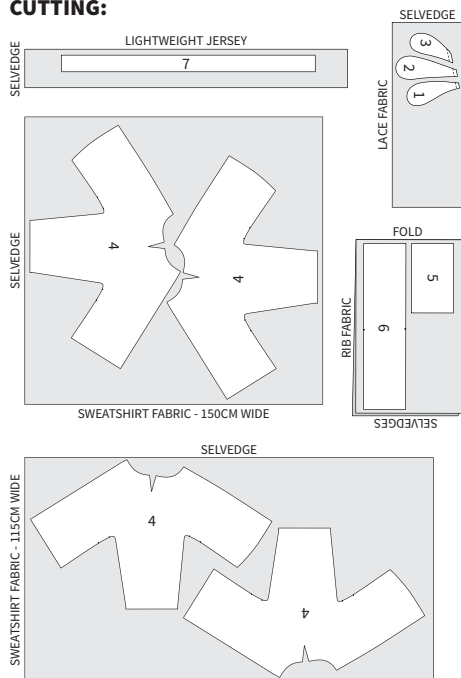 CUTTING:
SELVEDGE
LIGHTWEIGHT JERSEY
7
SELVEDGE
LACE FABRIC
3
2
1
SELVEDGE
4
4
SWEATSHIRT FABRIC - 150CM WIDE
FOLD
RIB FABRIC
6
5
SELVEDGES
SELVEDGE
SWEATSHIRT FABRIC - 115CM WIDE
4
4